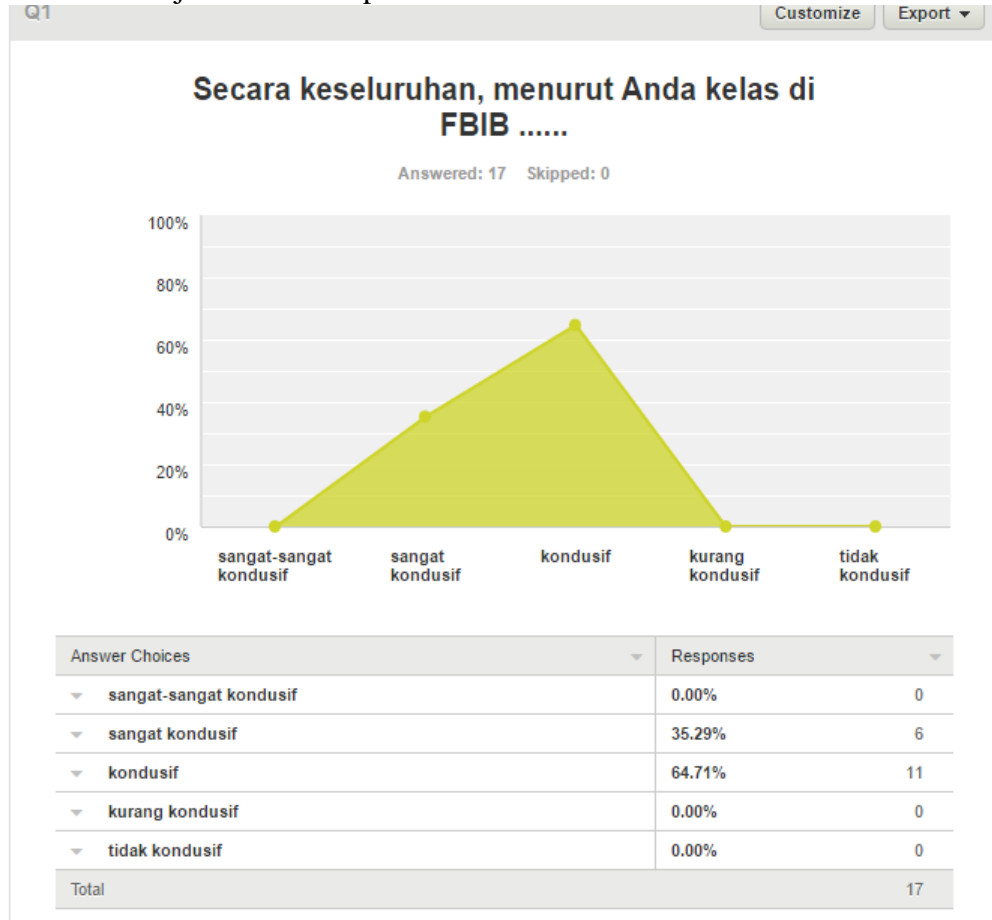 Q1 Customize Export
Secara keseluruhan, menurut Anda kelas di
FBIB ......
Answered: 17 Skipped: 0
100%
80%
60%
40%
20%
0%
sangat-sangat kondusif
sangat kondusif
kondusif
kurang kondusif
tidak kondusif
Answer Choices Responses
sangat-sangat kondusif 0.00% 0
sangat kondusif 35.29% 6
kondusif 64.71% 11
kurang kondusif 0.00% 0
tidak kondusif 0.00% 0
Total 17